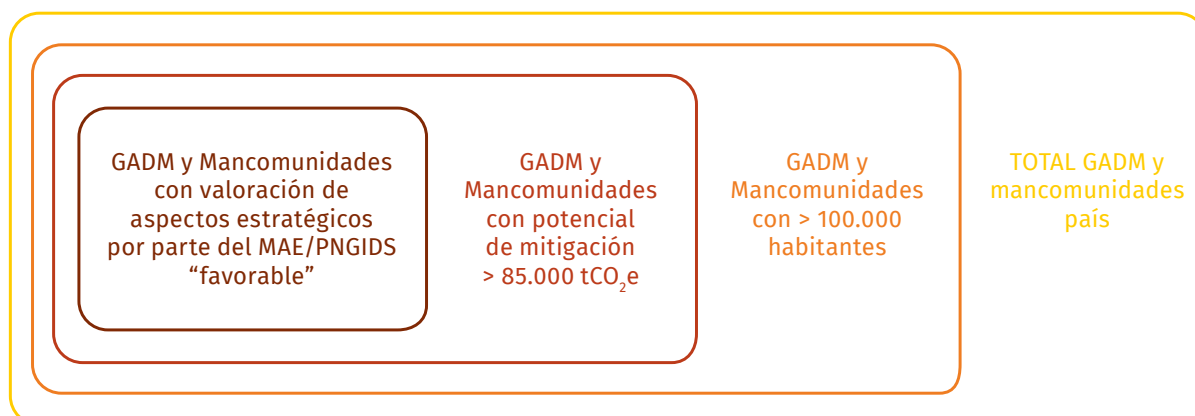 GADM y Mancomunidades
con valoración de
aspectos estratégicos
por parte del MAE/PNGIDS
“favorable”
GADM y
Mancomunidades
con potencial
de mitigación
> 85.000 tCO₂e
GADM y
Mancomunidades
con > 100.000
habitantes
TOTAL GADM y
mancomunidades
país